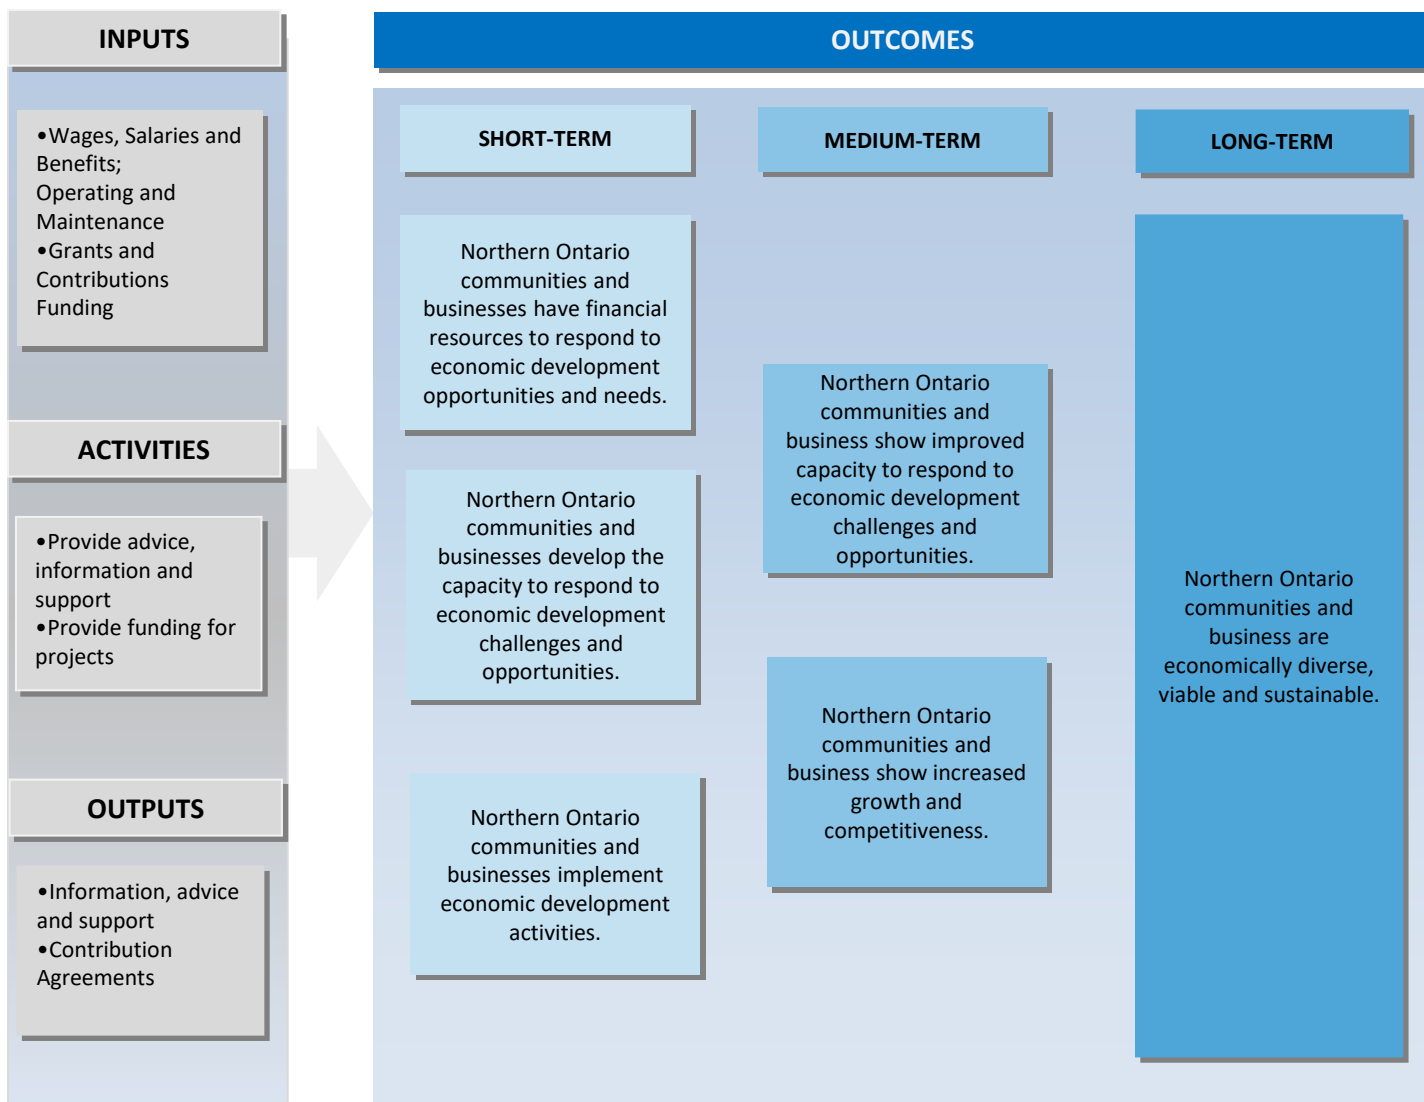 INPUTS
•Wages, Salaries and
Benefits;
Operating and
Maintenance
•Grants and
Contributions
Funding
ACTIVITIES
•Provide advice,
information and
support
•Provide funding for
projects
OUTPUTS
•Information, advice
and support
•Contribution
Agreements
OUTCOMES
SHORT-TERM
Northern Ontario
communities and
businesses have financial
resources to respond to
economic development
opportunities and needs.
Northern Ontario
communities and
businesses develop the
capacity to respond to
economic development
challenges and
opportunities.
Northern Ontario
communities and
businesses implement
economic development
activities.
MEDIUM-TERM
Northern Ontario
communities and
business show improved
capacity to respond to
economic development
challenges and
opportunities.
Northern Ontario
communities and
business show increased
growth and
competitiveness.
LONG-TERM
Northern Ontario
communities and
business are
economically diverse,
viable and sustainable.